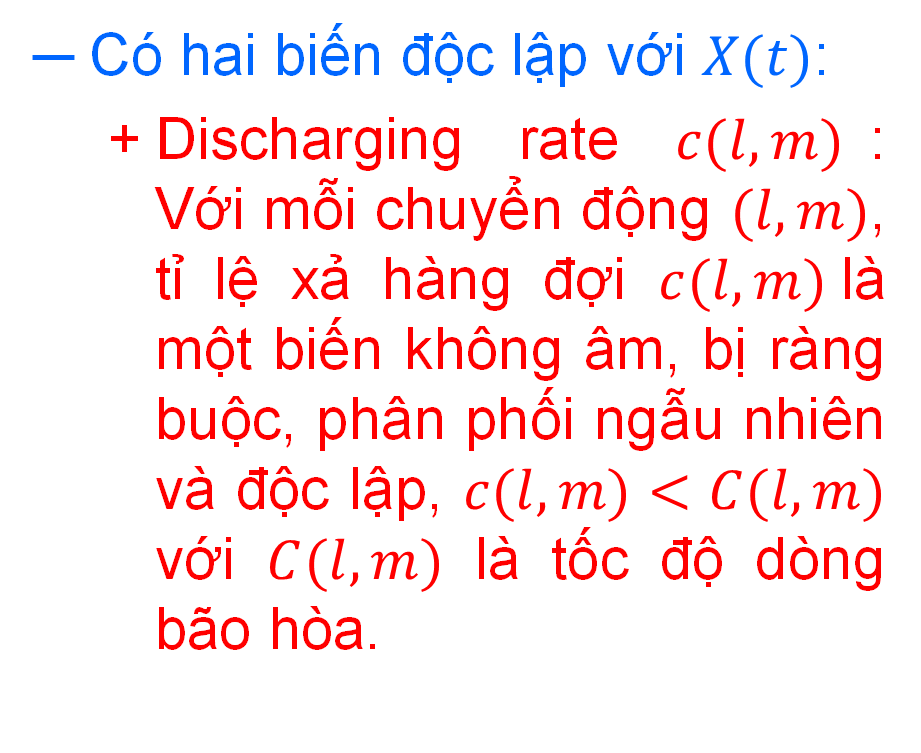 ─ Có hai biến độc lập với 𝑋(𝑡):
+ Discharging rate 𝑐(𝑙,𝑚) :
Với mỗi chuyển động (𝑙,𝑚),
tỉ lệ xả hàng đợi 𝑐(𝑙,𝑚) là
một biến không âm, bị ràng
buộc, phân phối ngẫu nhiên
và độc lập, 𝑐(𝑙,𝑚) < 𝐶(𝑙,𝑚)
với 𝐶(𝑙,𝑚) là tốc độ dòng
bão hòa.